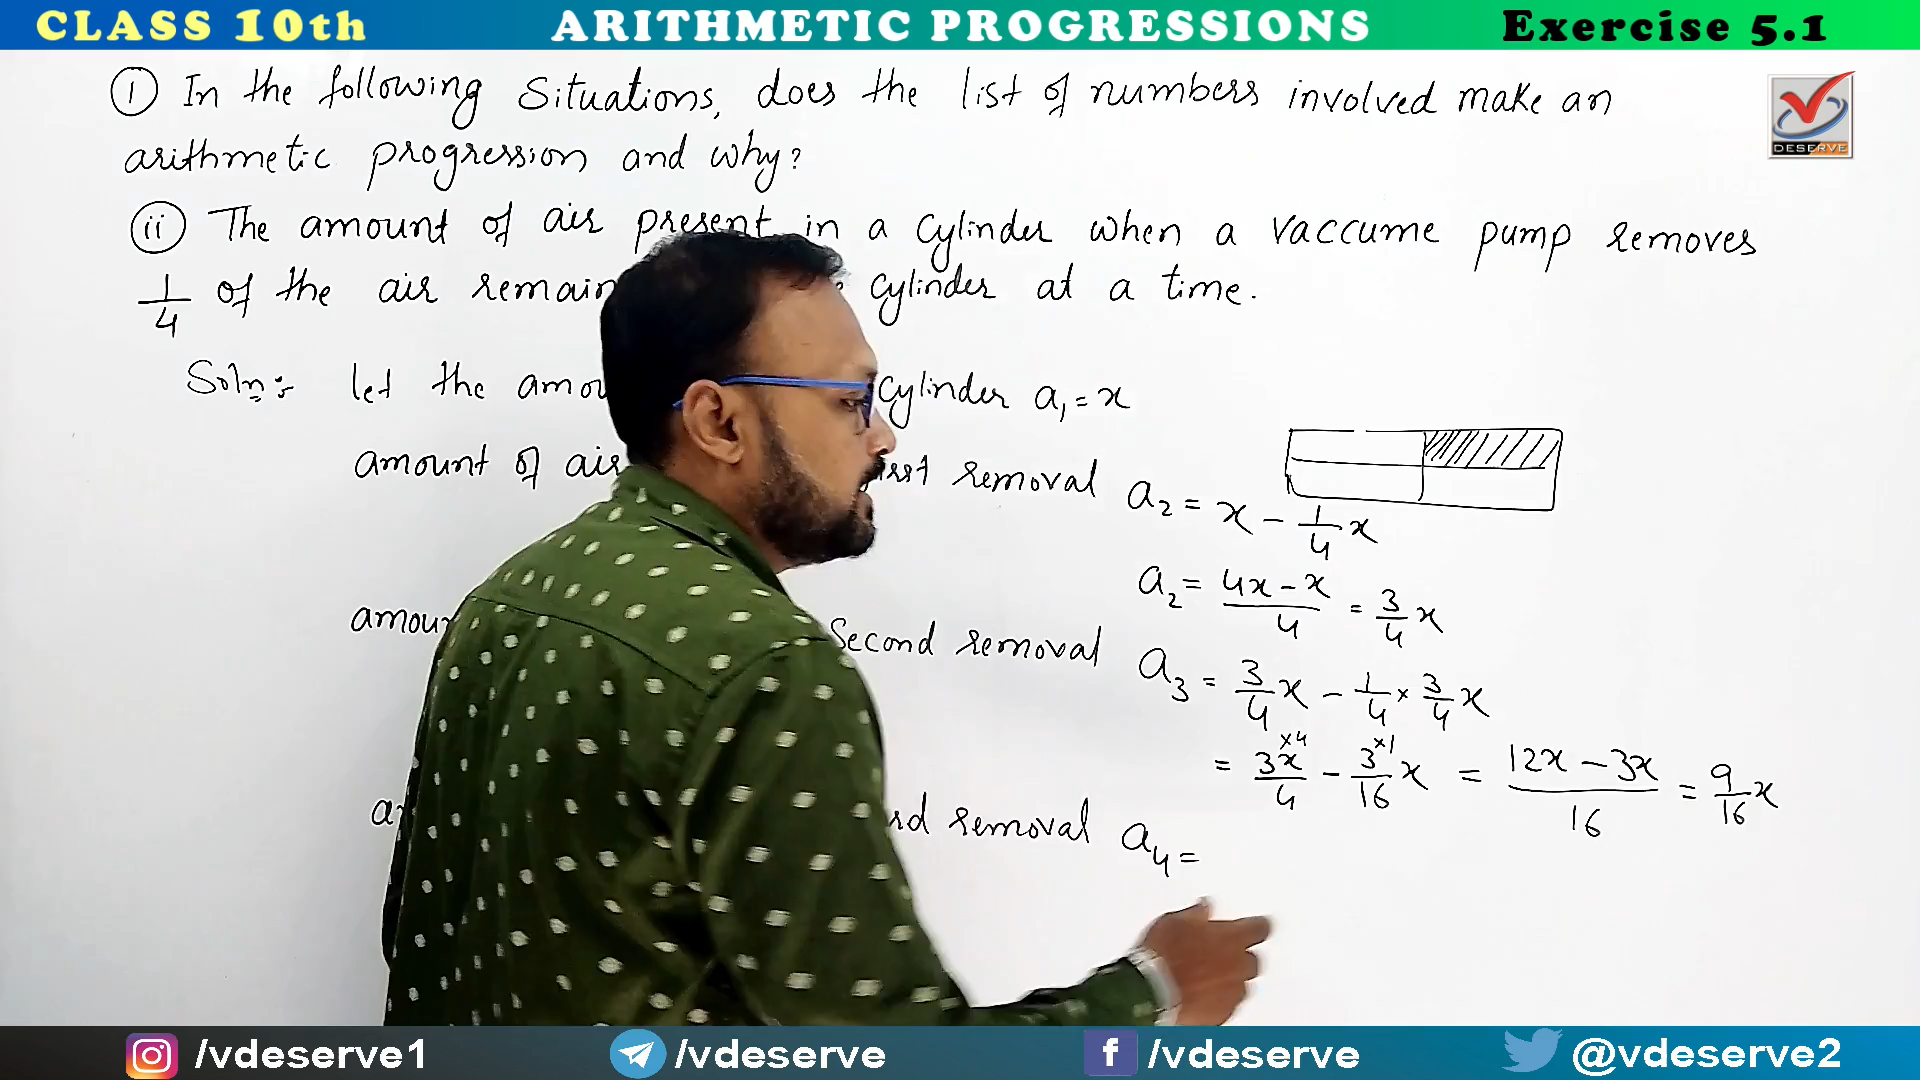 CLASS 10th ARITHMETIC PROGRESSIONS Exercise 5.1
① In the following Situations, does the list of numbers involved make an
arithmetic progression and why?
DESERVE
ⅱ The amount of air present in a cylinder when a vaccume pump removes
1/4 of the air remain cylinder at a time.
Soln:- let the amou cylinder a₁ = x
amount of air removal a₂ = x - 1/4 x
a₂ = (4x - x)/4 = 3/4 x
amoun Second removal a₃ = 3/4 x - 1/4 × 3/4 x
= 3x/4 ×4 - 3/16 x ×1 = (12x - 3x)/16 = 9/16 x
removal a₄ =
/vdeserve1 /vdeserve /vdeserve @vdeserve2